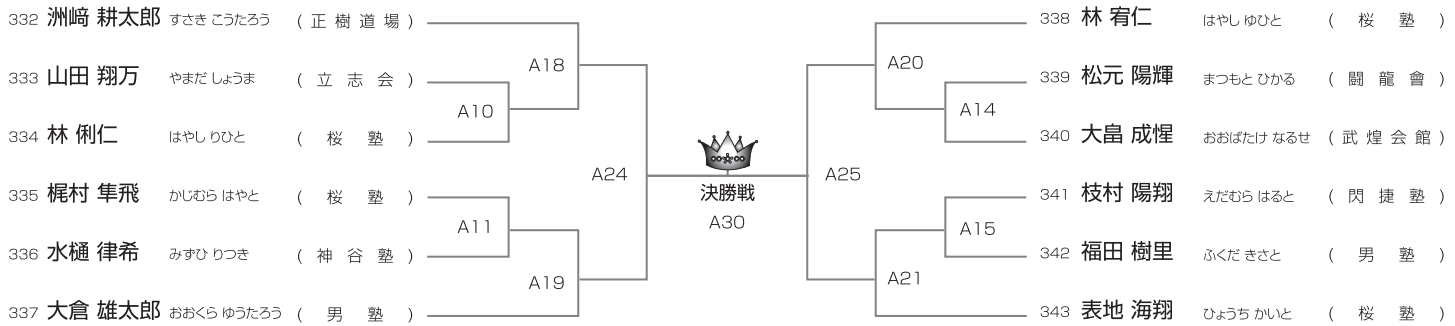 332 洲﨑 耕太郎 すさき こうたろう ( 正 樹 道 場 )
A18
333 山田 翔万 やまだ しょうま ( 立 志 会 )
A10
334 林 俐仁 はやし りひと ( 桜 塾 )
A24
335 梶村 隼飛 かじむら はやと ( 桜 塾 )
A11
336 水樋 律希 みずひ りつき ( 神 谷 塾 )
A19
337 大倉 雄太郎 おおくら ゆうたろう ( 男 塾 )
決勝戦
A30
338 林 宥仁 はやし ゆひと ( 桜 塾 )
A20
339 松元 陽輝 まつもと ひかる ( 闘 龍 會 )
A14
340 大畠 成惺 おおばたけ なるせ ( 武 煌 会 館 )
A25
341 枝村 陽翔 えだむら はると ( 閃 捷 塾 )
A15
342 福田 樹里 ふくだ きさと ( 男 塾 )
A21
343 表地 海翔 ひょうち かいと ( 桜 塾 )